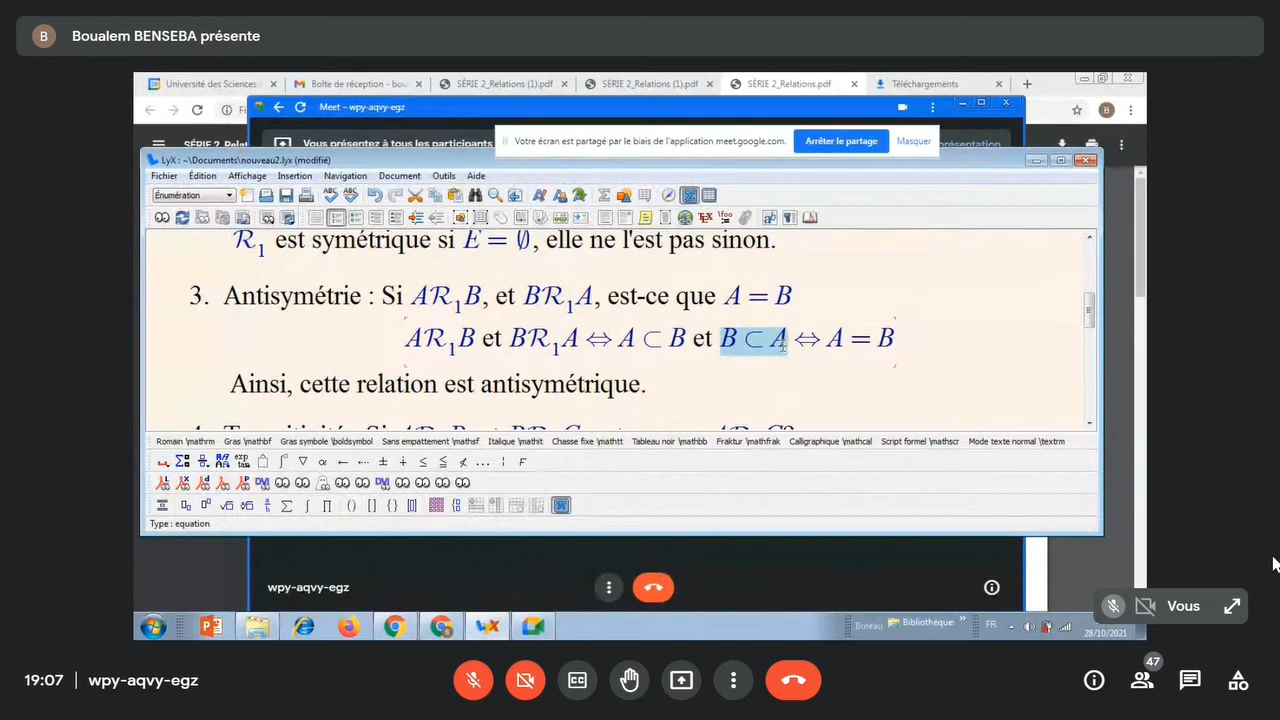 B Boualem BENSEBA présente
Université des Sciences
Boîte de réception - bou
SÉRIE 2_Relations (1).pdf
SÉRIE 2_Relations (1).pdf
SÉRIE 2_Relations.pdf
Téléchargements
Meet – wpy-aqvy-egz
B
Vous présentez à tous les participants
Votre écran est partagé par le biais de l'application meet.google.com.
Arrêter le partage
Masquer
LyX : ~\Documents\nouveau2.lyx (modifié)
Fichier Édition Affichage Insertion Navigation Document Outils Aide
Énumération
ℛ₁ est symétrique si E = ∅, elle ne l'est pas sinon.
3. Antisymétrie : Si Aℛ₁B, et Bℛ₁A, est-ce que A = B
Aℛ₁B et Bℛ₁A ⇔ A ⊂ B et B ⊂ A ⇔ A = B
Ainsi, cette relation est antisymétrique.
Romain \mathrm Gras \mathbf Gras symbole \boldsymbol Sans empattement \mathsf Italique \mathit Chasse fixe \mathtt Tableau noir \mathbb Fraktur \mathfrak Calligraphique \mathcal Script formel \mathscr Mode texte normal \textrm
Type : equation
wpy-aqvy-egz
Vous
Bureau Bibliothèque: » FR
28/10/2021
19:07 | wpy-aqvy-egz
47